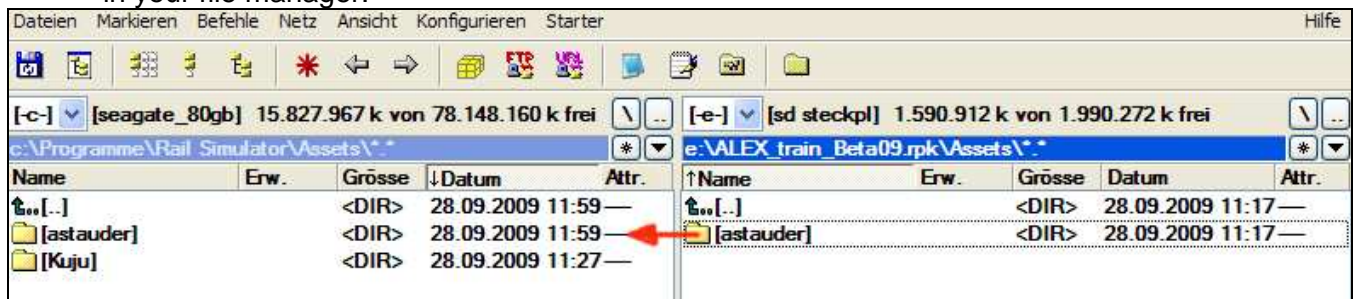 in your file manager.
Dateien Markieren Befehle Netz Ansicht Konfigurieren Starter Hilfe
FTP URL
[-c-] [seagate_80gb] 15.827.967 k von 78.148.160 k frei \ ..
[-e-] [sd steckpl] 1.590.912 k von 1.990.272 k frei \ ..
c:\Programme\Rail Simulator\Assets\*.* *
e:\ALEX_train_Beta09.rpk\Assets\*.* *
Name Erw. Grösse ↓Datum Attr.
[..] <DIR> 28.09.2009 11:59 —
[astauder] <DIR> 28.09.2009 11:59 —
[Kuju] <DIR> 28.09.2009 11:27 —
↑Name Erw. Grösse Datum Attr.
[..] <DIR> 28.09.2009 11:17 —
[astauder] <DIR> 28.09.2009 11:17 —